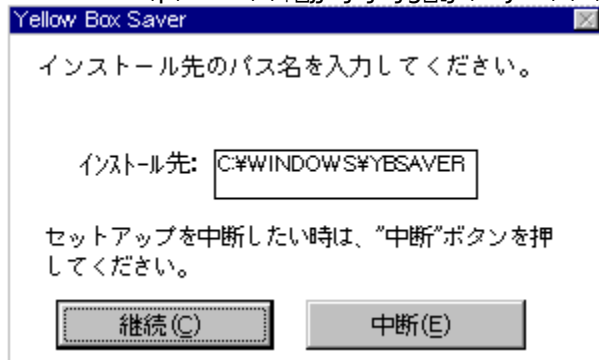 Yellow Box Saver
インストール先のパス名を入力してください。
インストール先: C:¥WINDOWS¥YBSAVER
セットアップを中断したい時は、"中断"ボタンを押
してください。
継続(C) 中断(E)